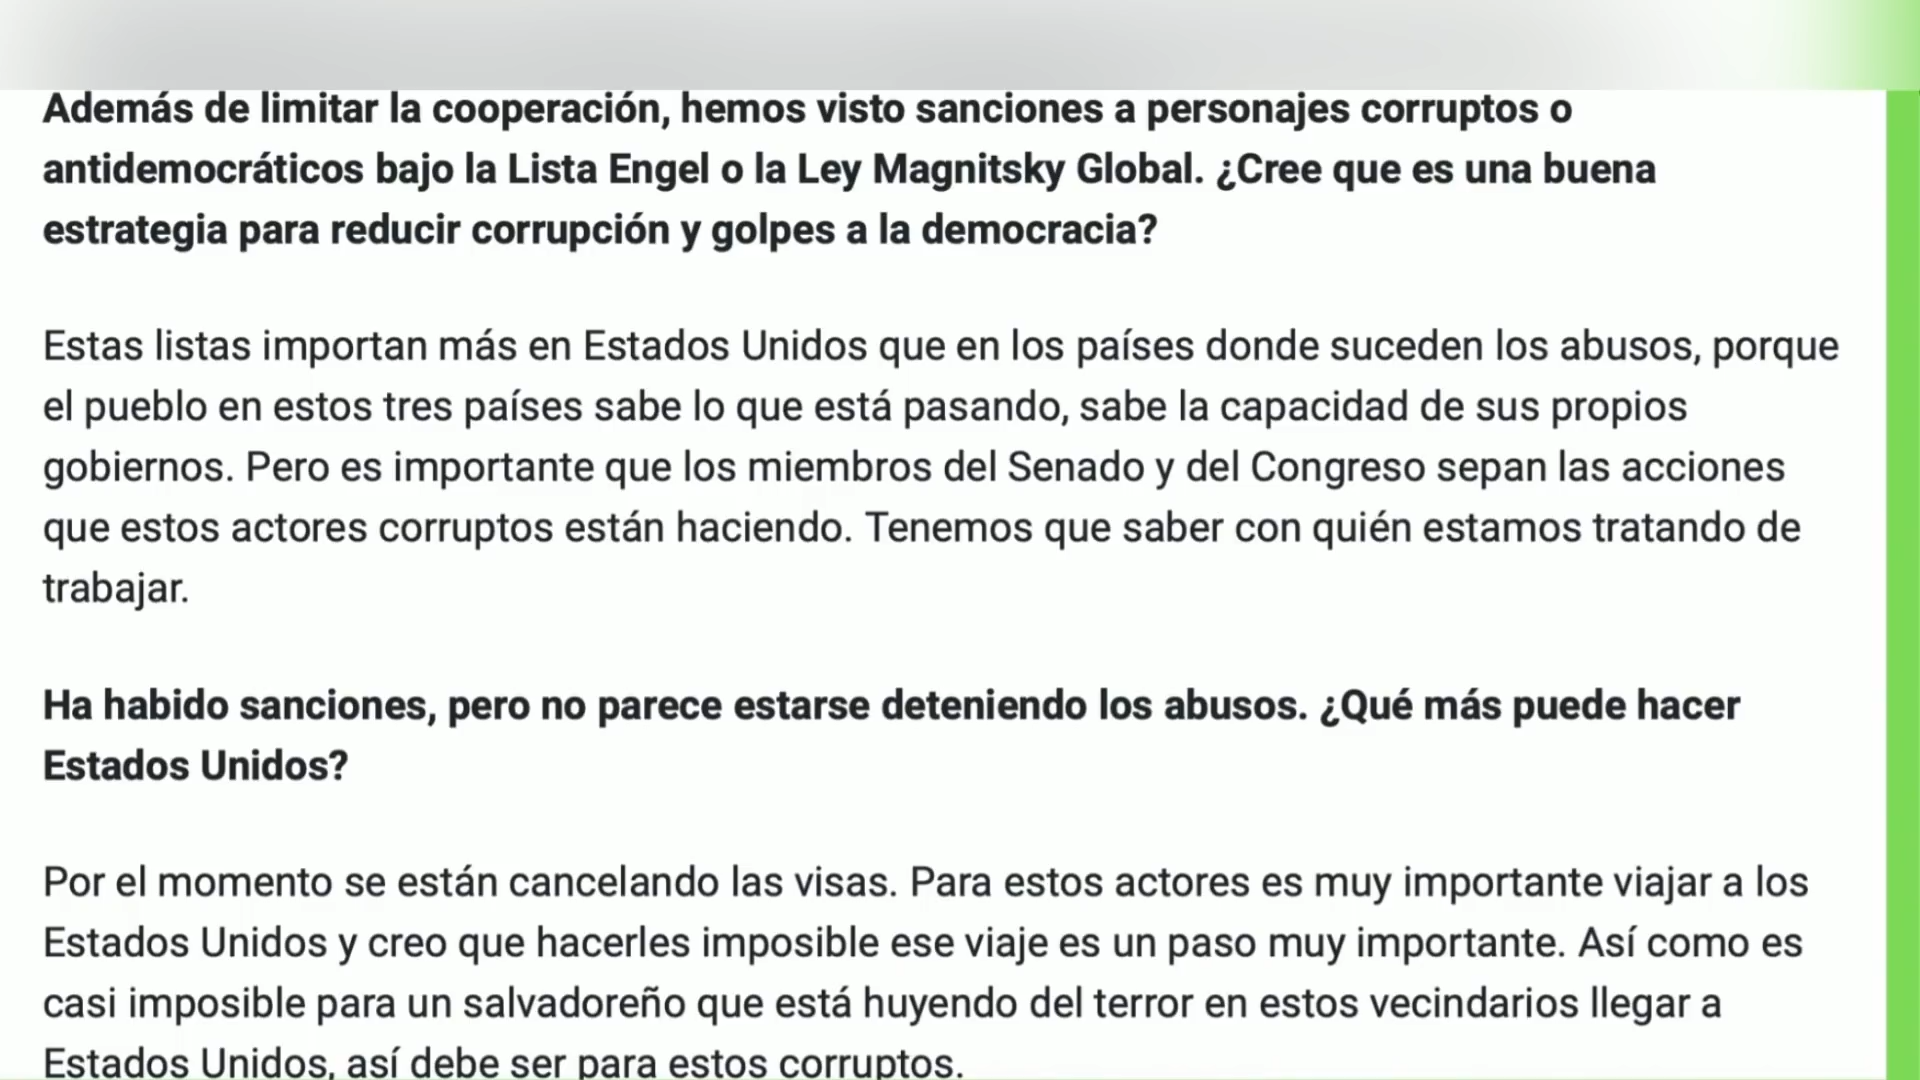 Además de limitar la cooperación, hemos visto sanciones a personajes corruptos o
antidemocráticos bajo la Lista Engel o la Ley Magnitsky Global. ¿Cree que es una buena
estrategia para reducir corrupción y golpes a la democracia?
Estas listas importan más en Estados Unidos que en los países donde suceden los abusos, porque
el pueblo en estos tres países sabe lo que está pasando, sabe la capacidad de sus propios
gobiernos. Pero es importante que los miembros del Senado y del Congreso sepan las acciones
que estos actores corruptos están haciendo. Tenemos que saber con quién estamos tratando de
trabajar.
Ha habido sanciones, pero no parece estarse deteniendo los abusos. ¿Qué más puede hacer
Estados Unidos?
Por el momento se están cancelando las visas. Para estos actores es muy importante viajar a los
Estados Unidos y creo que hacerles imposible ese viaje es un paso muy importante. Así como es
casi imposible para un salvadoreño que está huyendo del terror en estos vecindarios llegar a
Estados Unidos, así debe ser para estos corruptos.